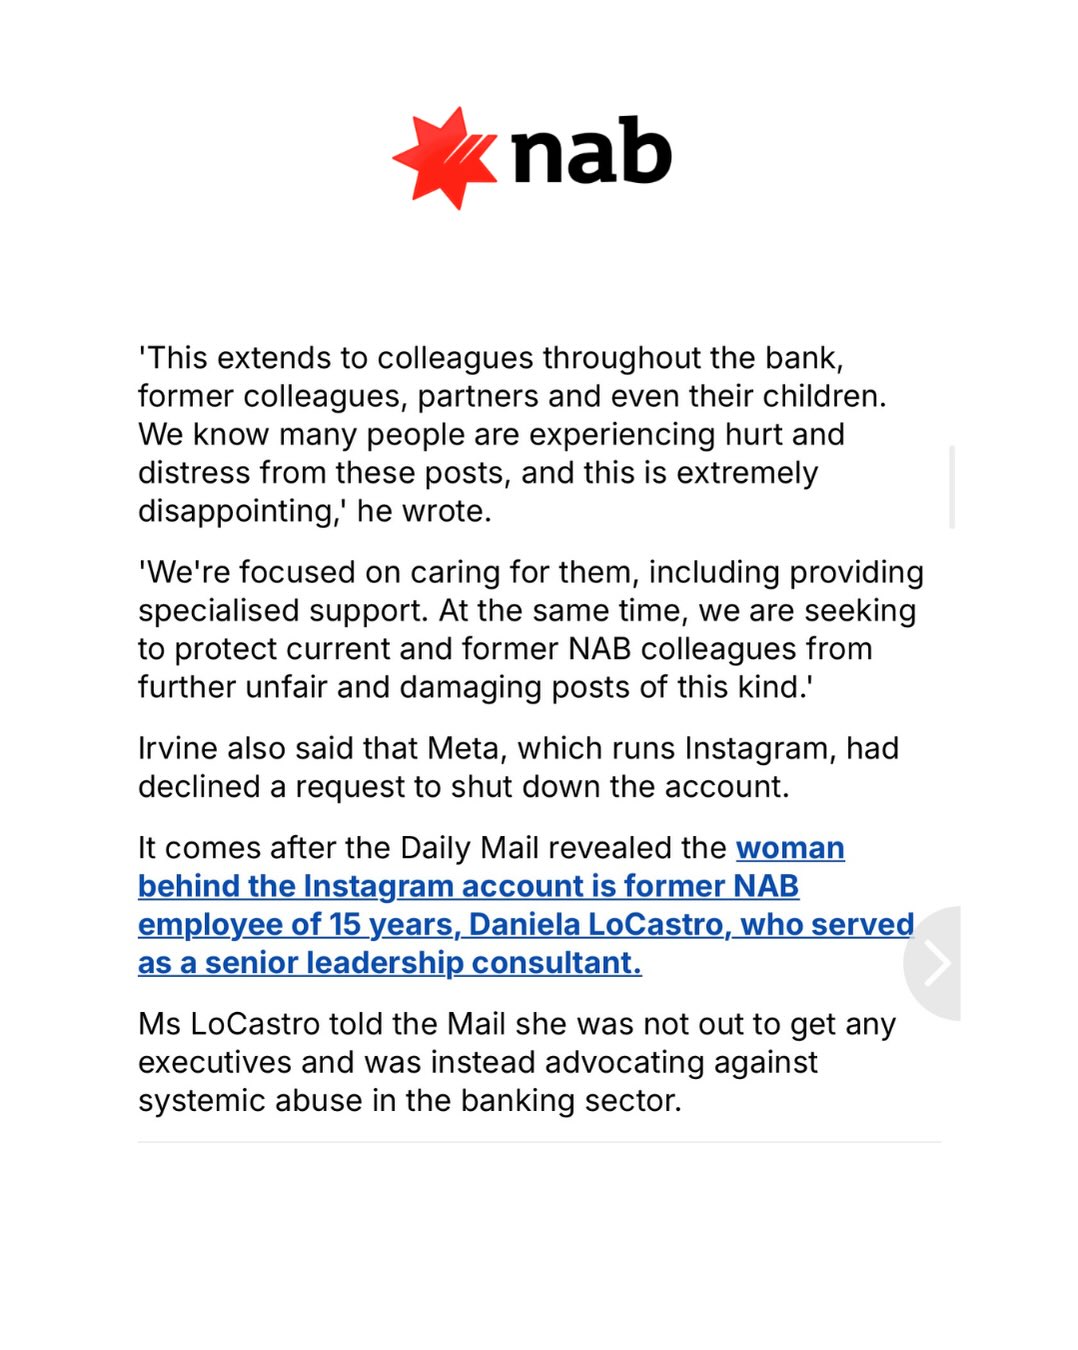 nab
'This extends to colleagues throughout the bank,
former colleagues, partners and even their children.
We know many people are experiencing hurt and
distress from these posts, and this is extremely
disappointing,' he wrote.
'We're focused on caring for them, including providing
specialised support. At the same time, we are seeking
to protect current and former NAB colleagues from
further unfair and damaging posts of this kind.'
Irvine also said that Meta, which runs Instagram, had
declined a request to shut down the account.
It comes after the Daily Mail revealed the woman
behind the Instagram account is former NAB
employee of 15 years, Daniela LoCastro, who served
as a senior leadership consultant.
Ms LoCastro told the Mail she was not out to get any
executives and was instead advocating against
systemic abuse in the banking sector.